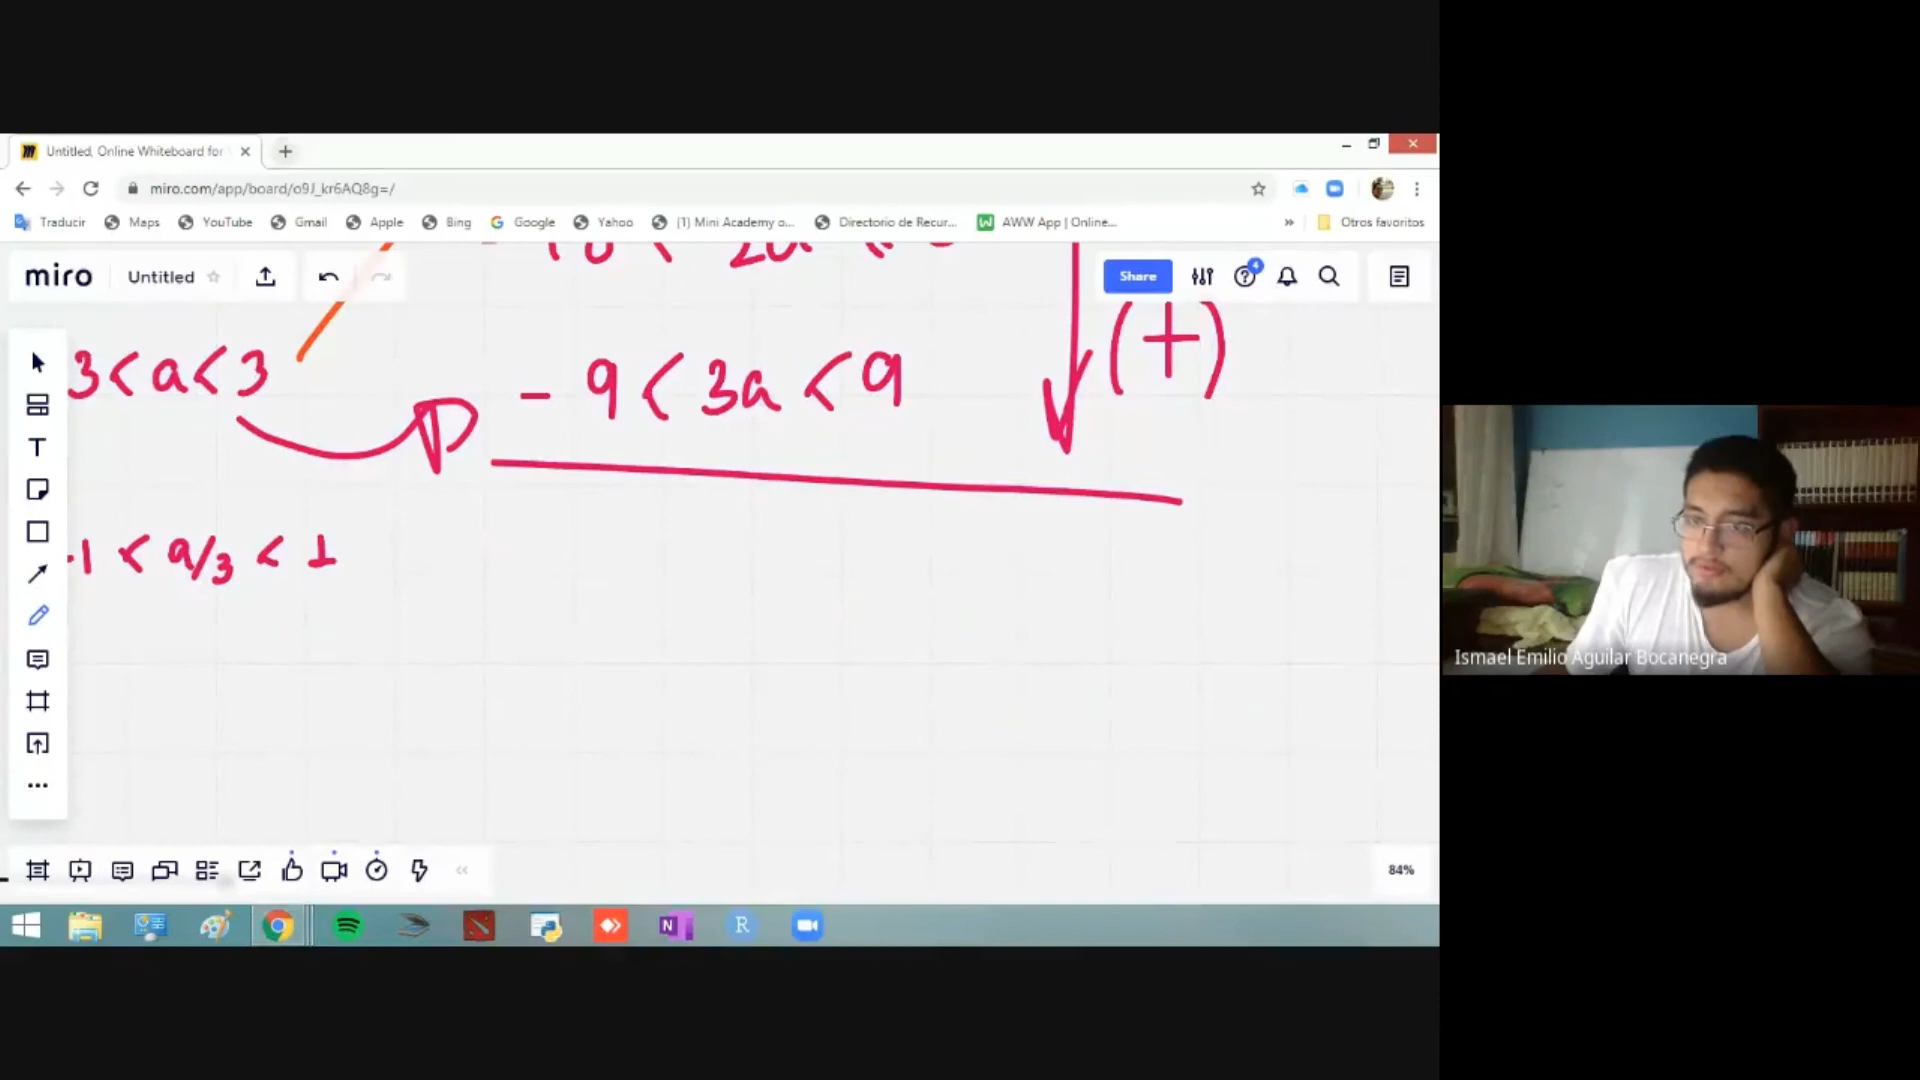 Untitled, Online Whiteboard for
miro.com/app/board/o9J_kr6AQ8g=/
Traducir Maps YouTube Gmail Apple Bing Google Yahoo (1) Mini Academy o... Directorio de Recur... AWW App | Online... » Otros favoritos
miro Untitled Share 4
(+)
3 < a < 3
- 9 < 3a < 9
-1 < a/3 < 1
Ismael Emilio Aguilar Bocanegra
84%